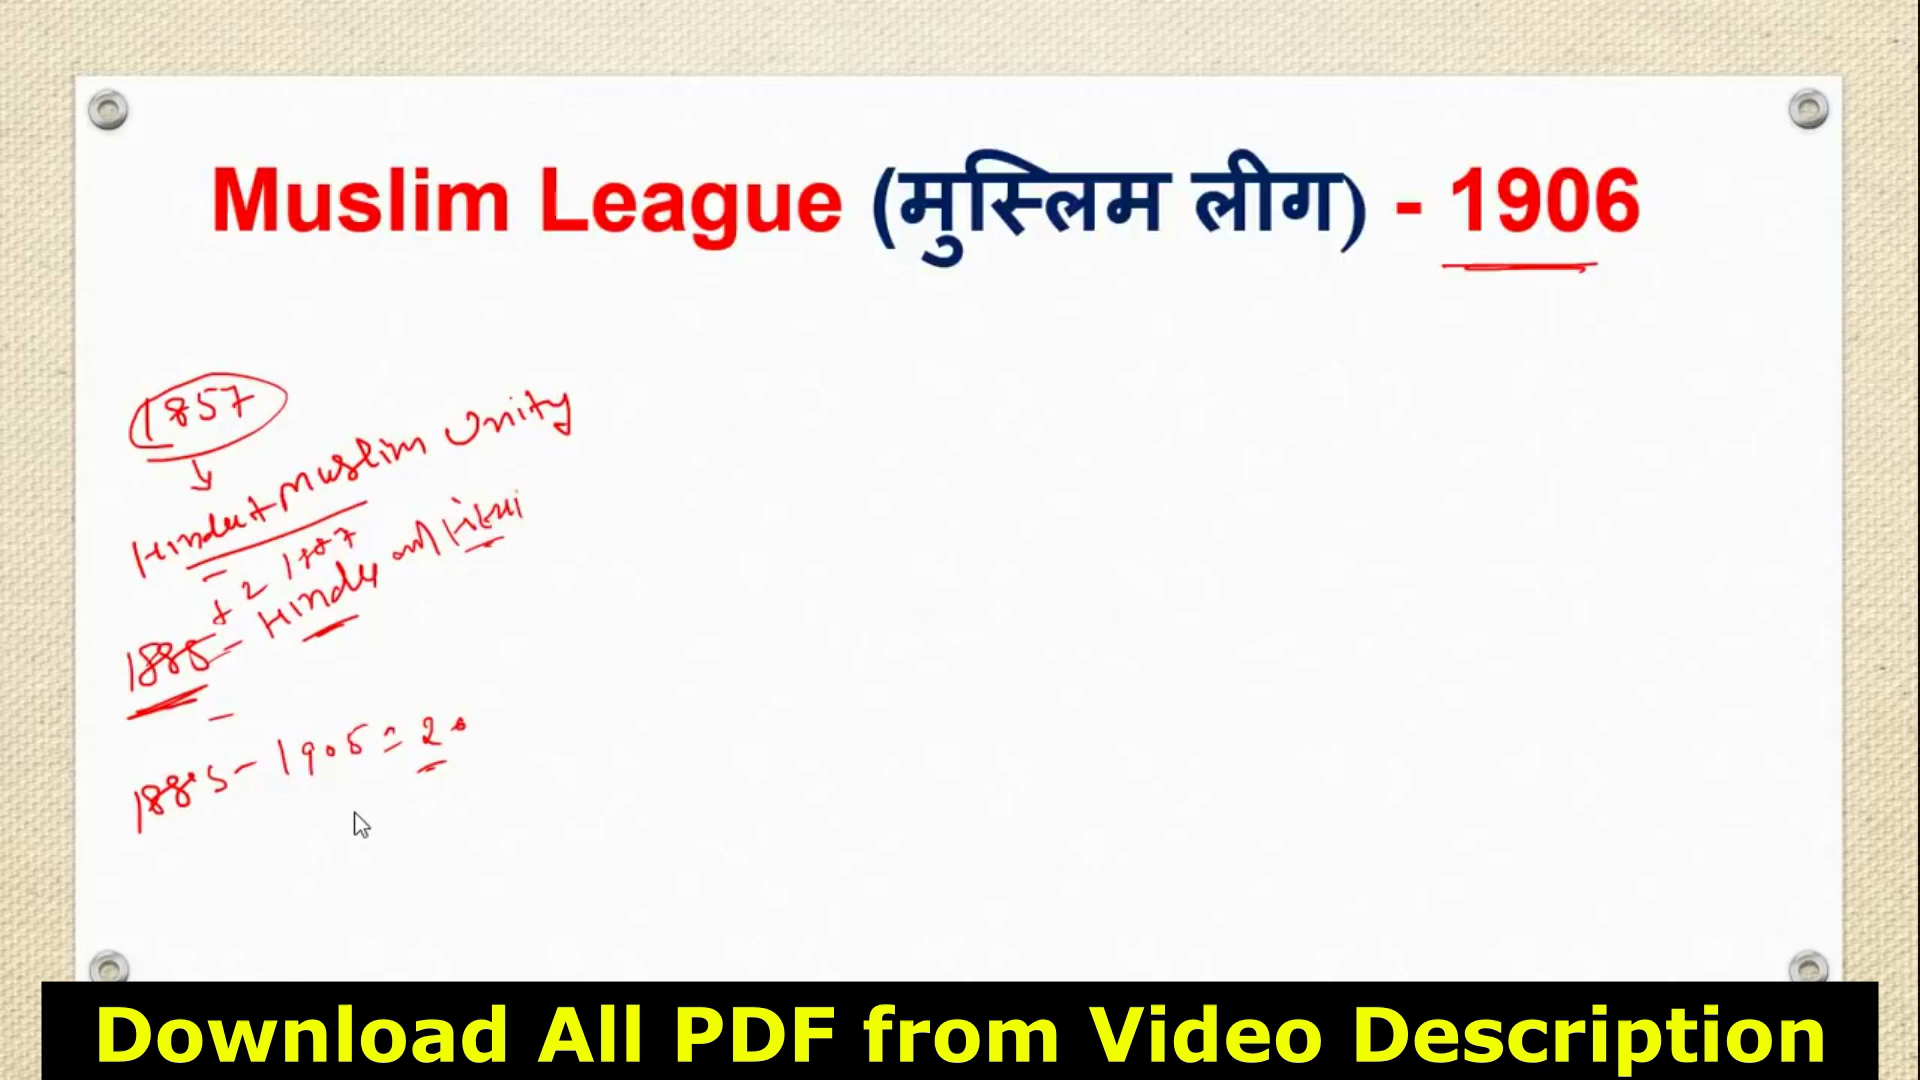 Muslim League (मुस्लिम लीग) - 1906
1857
Hindu + Muslim Unity
1885 - Hindu
1885 - 1905 = 20
Download All PDF from Video Description